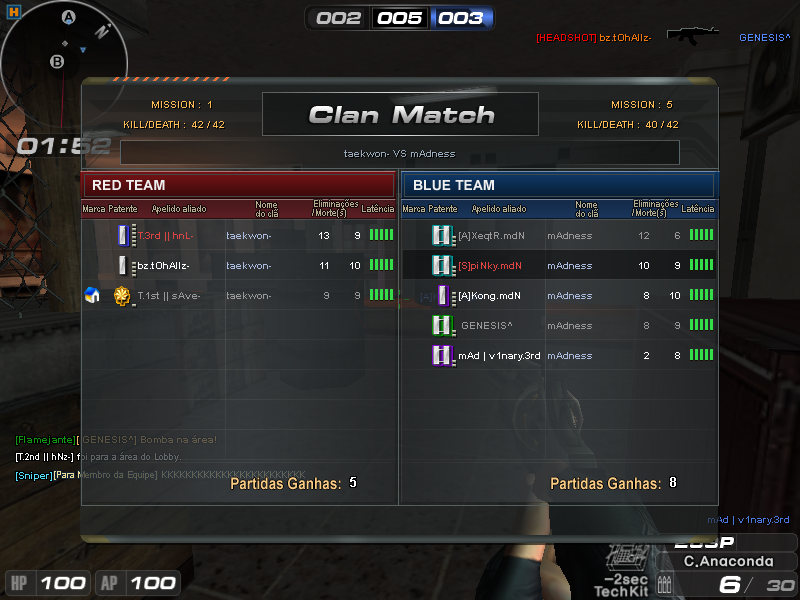 H
A
N
B
002 005 003
[HEADSHOT] bz.tOhAllz- GENESIS^
01:52
MISSION : 1
KILL/DEATH : 42 / 42
Clan Match
MISSION : 5
KILL/DEATH : 40 / 42
taekwon- VS mAdness
RED TEAM
Marca Patente Apelido aliado Nome do clã Eliminações /Morte(s) Latência
T.3rd || hnL- taekwon- 13 9
bz.tOhAllz- taekwon- 11 10
T.1st || sAve- taekwon- 9 9
Partidas Ganhas: 5
BLUE TEAM
Marca Patente Apelido aliado Nome do clã Eliminações /Morte(s) Latência
[A]XeqtR.mdN mAdness 12 6
[S]piNky.mdN mAdness 10 9
[A]Kong.mdN mAdness 8 10
GENESIS^ mAdness 8 9
mAd | v1nary.3rd mAdness 2 8
Partidas Ganhas: 8
[Flamejante][GENESIS^] Bomba na área!
[T.2nd || hNz-] foi para a área do Lobby.
[Sniper][Para Membro da Equipe] KKKKKKKKKKKKKKKKKKKKKKKK
mAd | v1nary.3rd
HP 100 AP 100
-2sec
TechKit
C.Anaconda
6 / 30